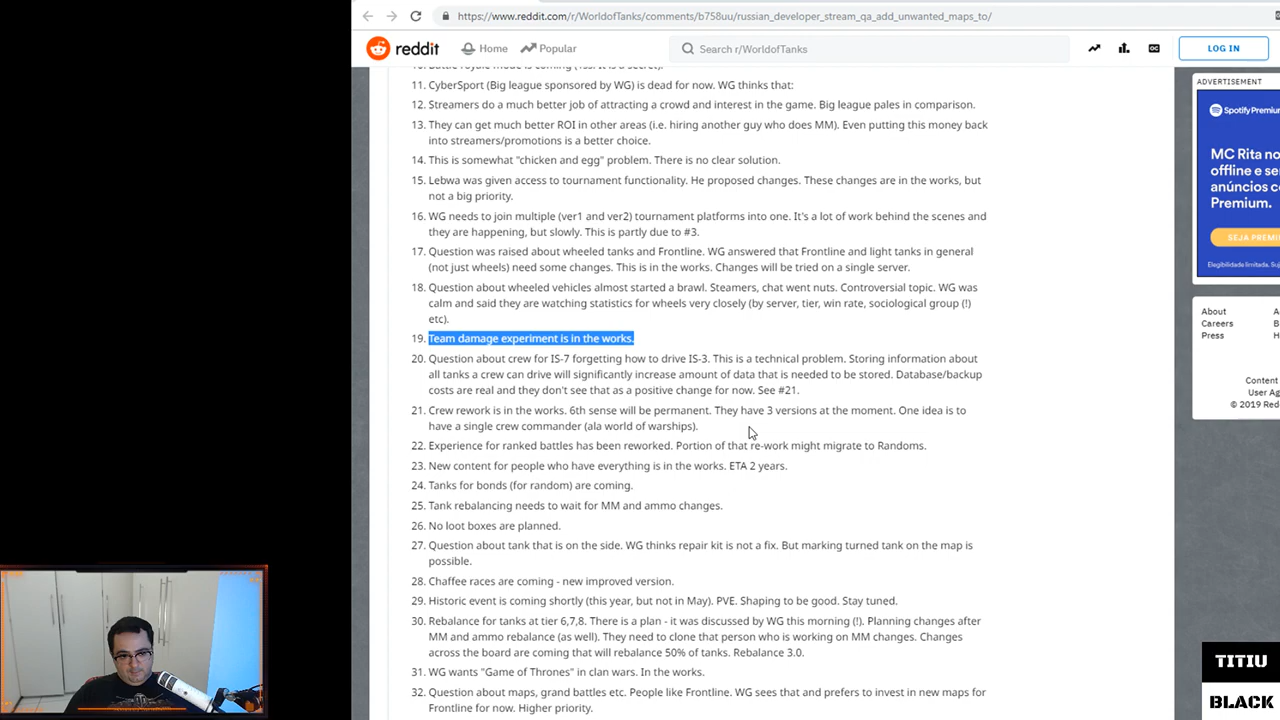 https://www.reddit.com/r/WorldofTanks/comments/b758uu/russian_developer_stream_qa_add_unwanted_maps_to/
reddit Home Popular Search r/WorldofTanks LOG IN
11. CyberSport (Big league sponsored by WG) is dead for now. WG thinks that:
12. Streamers do a much better job of attracting a crowd and interest in the game. Big league pales in comparison.
13. They can get much better ROI in other areas (i.e. hiring another guy who does MM). Even putting this money back
into streamers/promotions is a better choice.
14. This is somewhat "chicken and egg" problem. There is no clear solution.
15. Lebwa was given access to tournament functionality. He proposed changes. These changes are in the works, but
not a big priority.
16. WG needs to join multiple (ver1 and ver2) tournament platforms into one. It's a lot of work behind the scenes and
they are happening, but slowly. This is partly due to #3.
17. Question was raised about wheeled tanks and Frontline. WG answered that Frontline and light tanks in general
(not just wheels) need some changes. This is in the works. Changes will be tried on a single server.
18. Question about wheeled vehicles almost started a brawl. Steamers, chat went nuts. Controversial topic. WG was
calm and said they are watching statistics for wheels very closely (by server, tier, win rate, sociological group (!)
etc).
19. Team damage experiment is in the works.
20. Question about crew for IS-7 forgetting how to drive IS-3. This is a technical problem. Storing information about
all tanks a crew can drive will significantly increase amount of data that is needed to be stored. Database/backup
costs are real and they don't see that as a positive change for now. See #21.
21. Crew rework is in the works. 6th sense will be permanent. They have 3 versions at the moment. One idea is to
have a single crew commander (ala world of warships).
22. Experience for ranked battles has been reworked. Portion of that re-work might migrate to Randoms.
23. New content for people who have everything is in the works. ETA 2 years.
24. Tanks for bonds (for random) are coming.
25. Tank rebalancing needs to wait for MM and ammo changes.
26. No loot boxes are planned.
27. Question about tank that is on the side. WG thinks repair kit is not a fix. But marking turned tank on the map is
possible.
28. Chaffee races are coming - new improved version.
29. Historic event is coming shortly (this year, but not in May). PVE. Shaping to be good. Stay tuned.
30. Rebalance for tanks at tier 6,7,8. There is a plan - it was discussed by WG this morning (!). Planning changes after
MM and ammo rebalance (as well). They need to clone that person who is working on MM changes. Changes
across the board are coming that will rebalance 50% of tanks. Rebalance 3.0.
31. WG wants "Game of Thrones" in clan wars. In the works.
32. Question about maps, grand battles etc. People like Frontline. WG sees that and prefers to invest in new maps for
Frontline for now. Higher priority.
ADVERTISEMENT
Spotify Premium
MC Rita no
offline e se
anúncios c
Premium.
SEJA PREMIU
Elegibilidade limitada. Su
About
Careers
Press
Content
User Ag
© 2019 Red
TITIU
BLACK